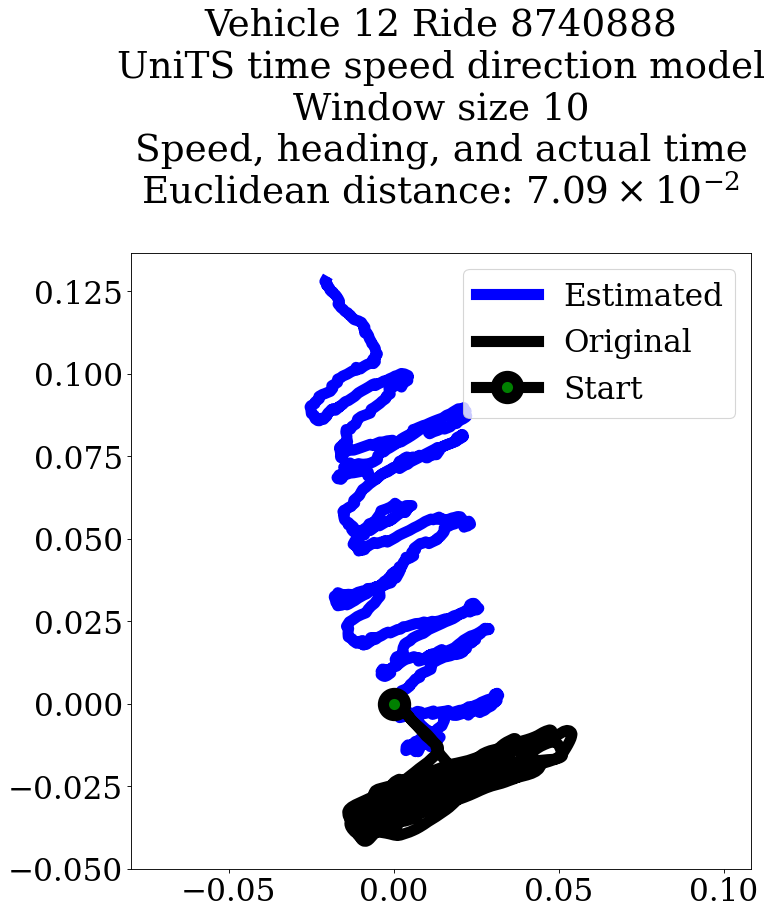 Vehicle 12 Ride 8740888
UniTS time speed direction model
Window size 10
Speed, heading, and actual time
Euclidean distance: 7.09 × 10⁻²
Estimated
Original
Start
0.125
0.100
0.075
0.050
0.025
0.000
−0.025
−0.050
−0.05 0.00 0.05 0.10